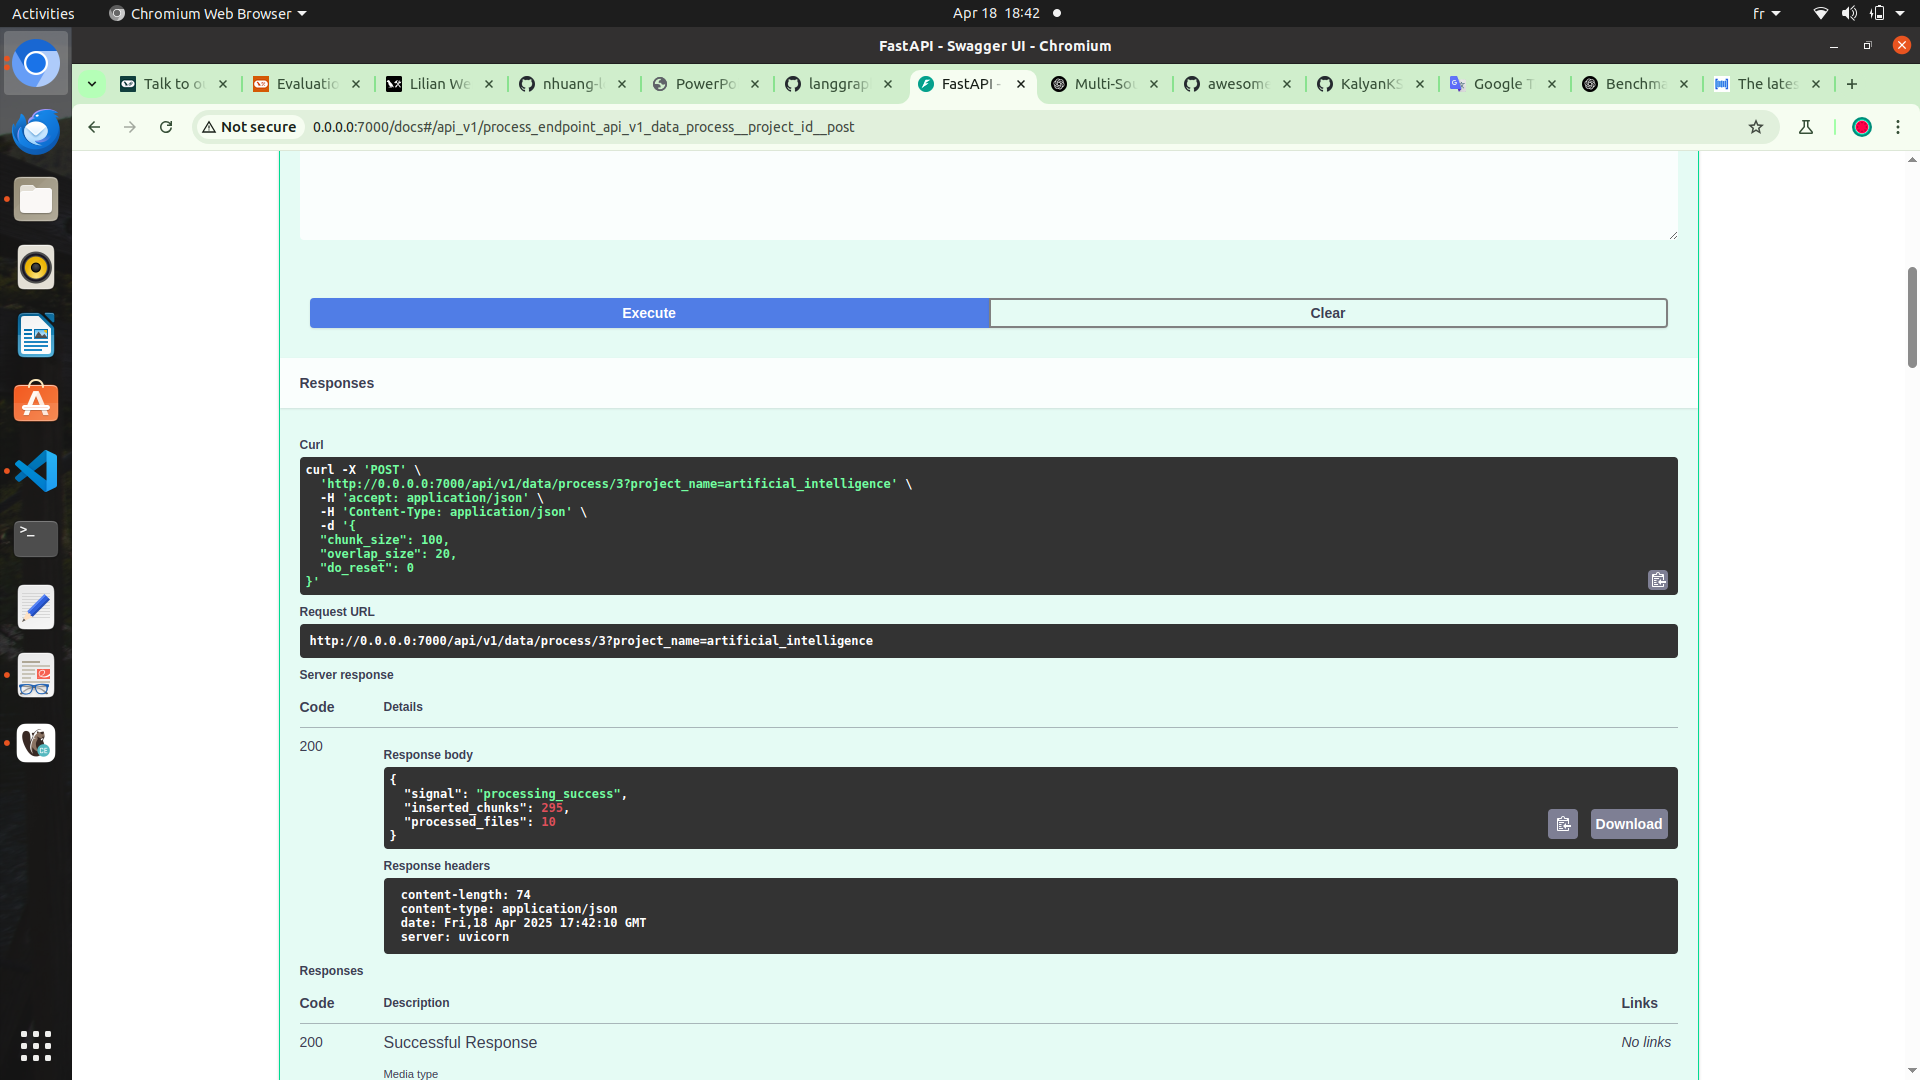 Activities
Chromium Web Browser
Apr 18 18:42
fr
FastAPI - Swagger UI - Chromium
Talk to o
Evaluatio
Lilian We
nhuang-l
PowerPo
langgrap
FastAPI -
Multi-Sou
awesome
KalyanKS
Google T
Benchma
The lates
Not secure
0.0.0.0:7000/docs#/api_v1/process_endpoint_api_v1_data_process__project_id__post
Execute
Clear
Responses
Curl
curl -X 'POST' \
'http://0.0.0.0:7000/api/v1/data/process/3?project_name=artificial_intelligence' \
-H 'accept: application/json' \
-H 'Content-Type: application/json' \
-d '{
"chunk_size": 100,
"overlap_size": 20,
"do_reset": 0
}'
Request URL
http://0.0.0.0:7000/api/v1/data/process/3?project_name=artificial_intelligence
Server response
Code
Details
200
Response body
{
"signal": "processing_success",
"inserted_chunks": 295,
"processed_files": 10
}
Download
Response headers
content-length: 74
content-type: application/json
date: Fri,18 Apr 2025 17:42:10 GMT
server: uvicorn
Responses
Code
Description
Links
200
Successful Response
No links
Media type